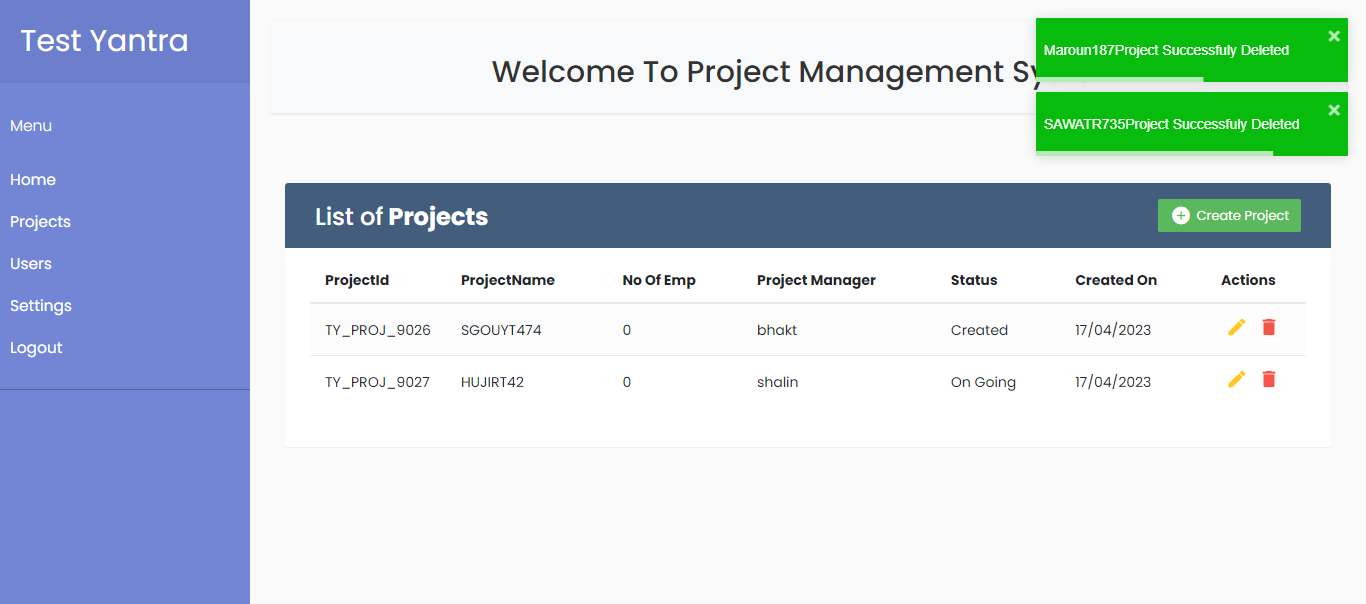 Test Yantra
Menu
Home
Projects
Users
Settings
Logout
Welcome To Project Management Sy
Maroun187Project Successfuly Deleted
SAWATR735Project Successfuly Deleted
List of Projects
Create Project
ProjectId ProjectName No Of Emp Project Manager Status Created On Actions
TY_PROJ_9026 SGOUYT474 0 bhakt Created 17/04/2023
TY_PROJ_9027 HUJIRT42 0 shalin On Going 17/04/2023